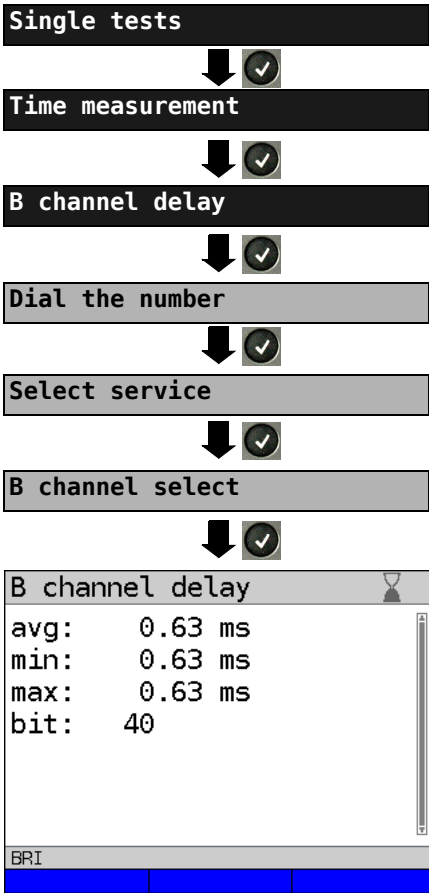 Single tests
Time measurement
B channel delay
Dial the number
Select service
B channel select
B channel delay
avg: 0.63 ms
min: 0.63 ms
max: 0.63 ms
bit: 40
BRI